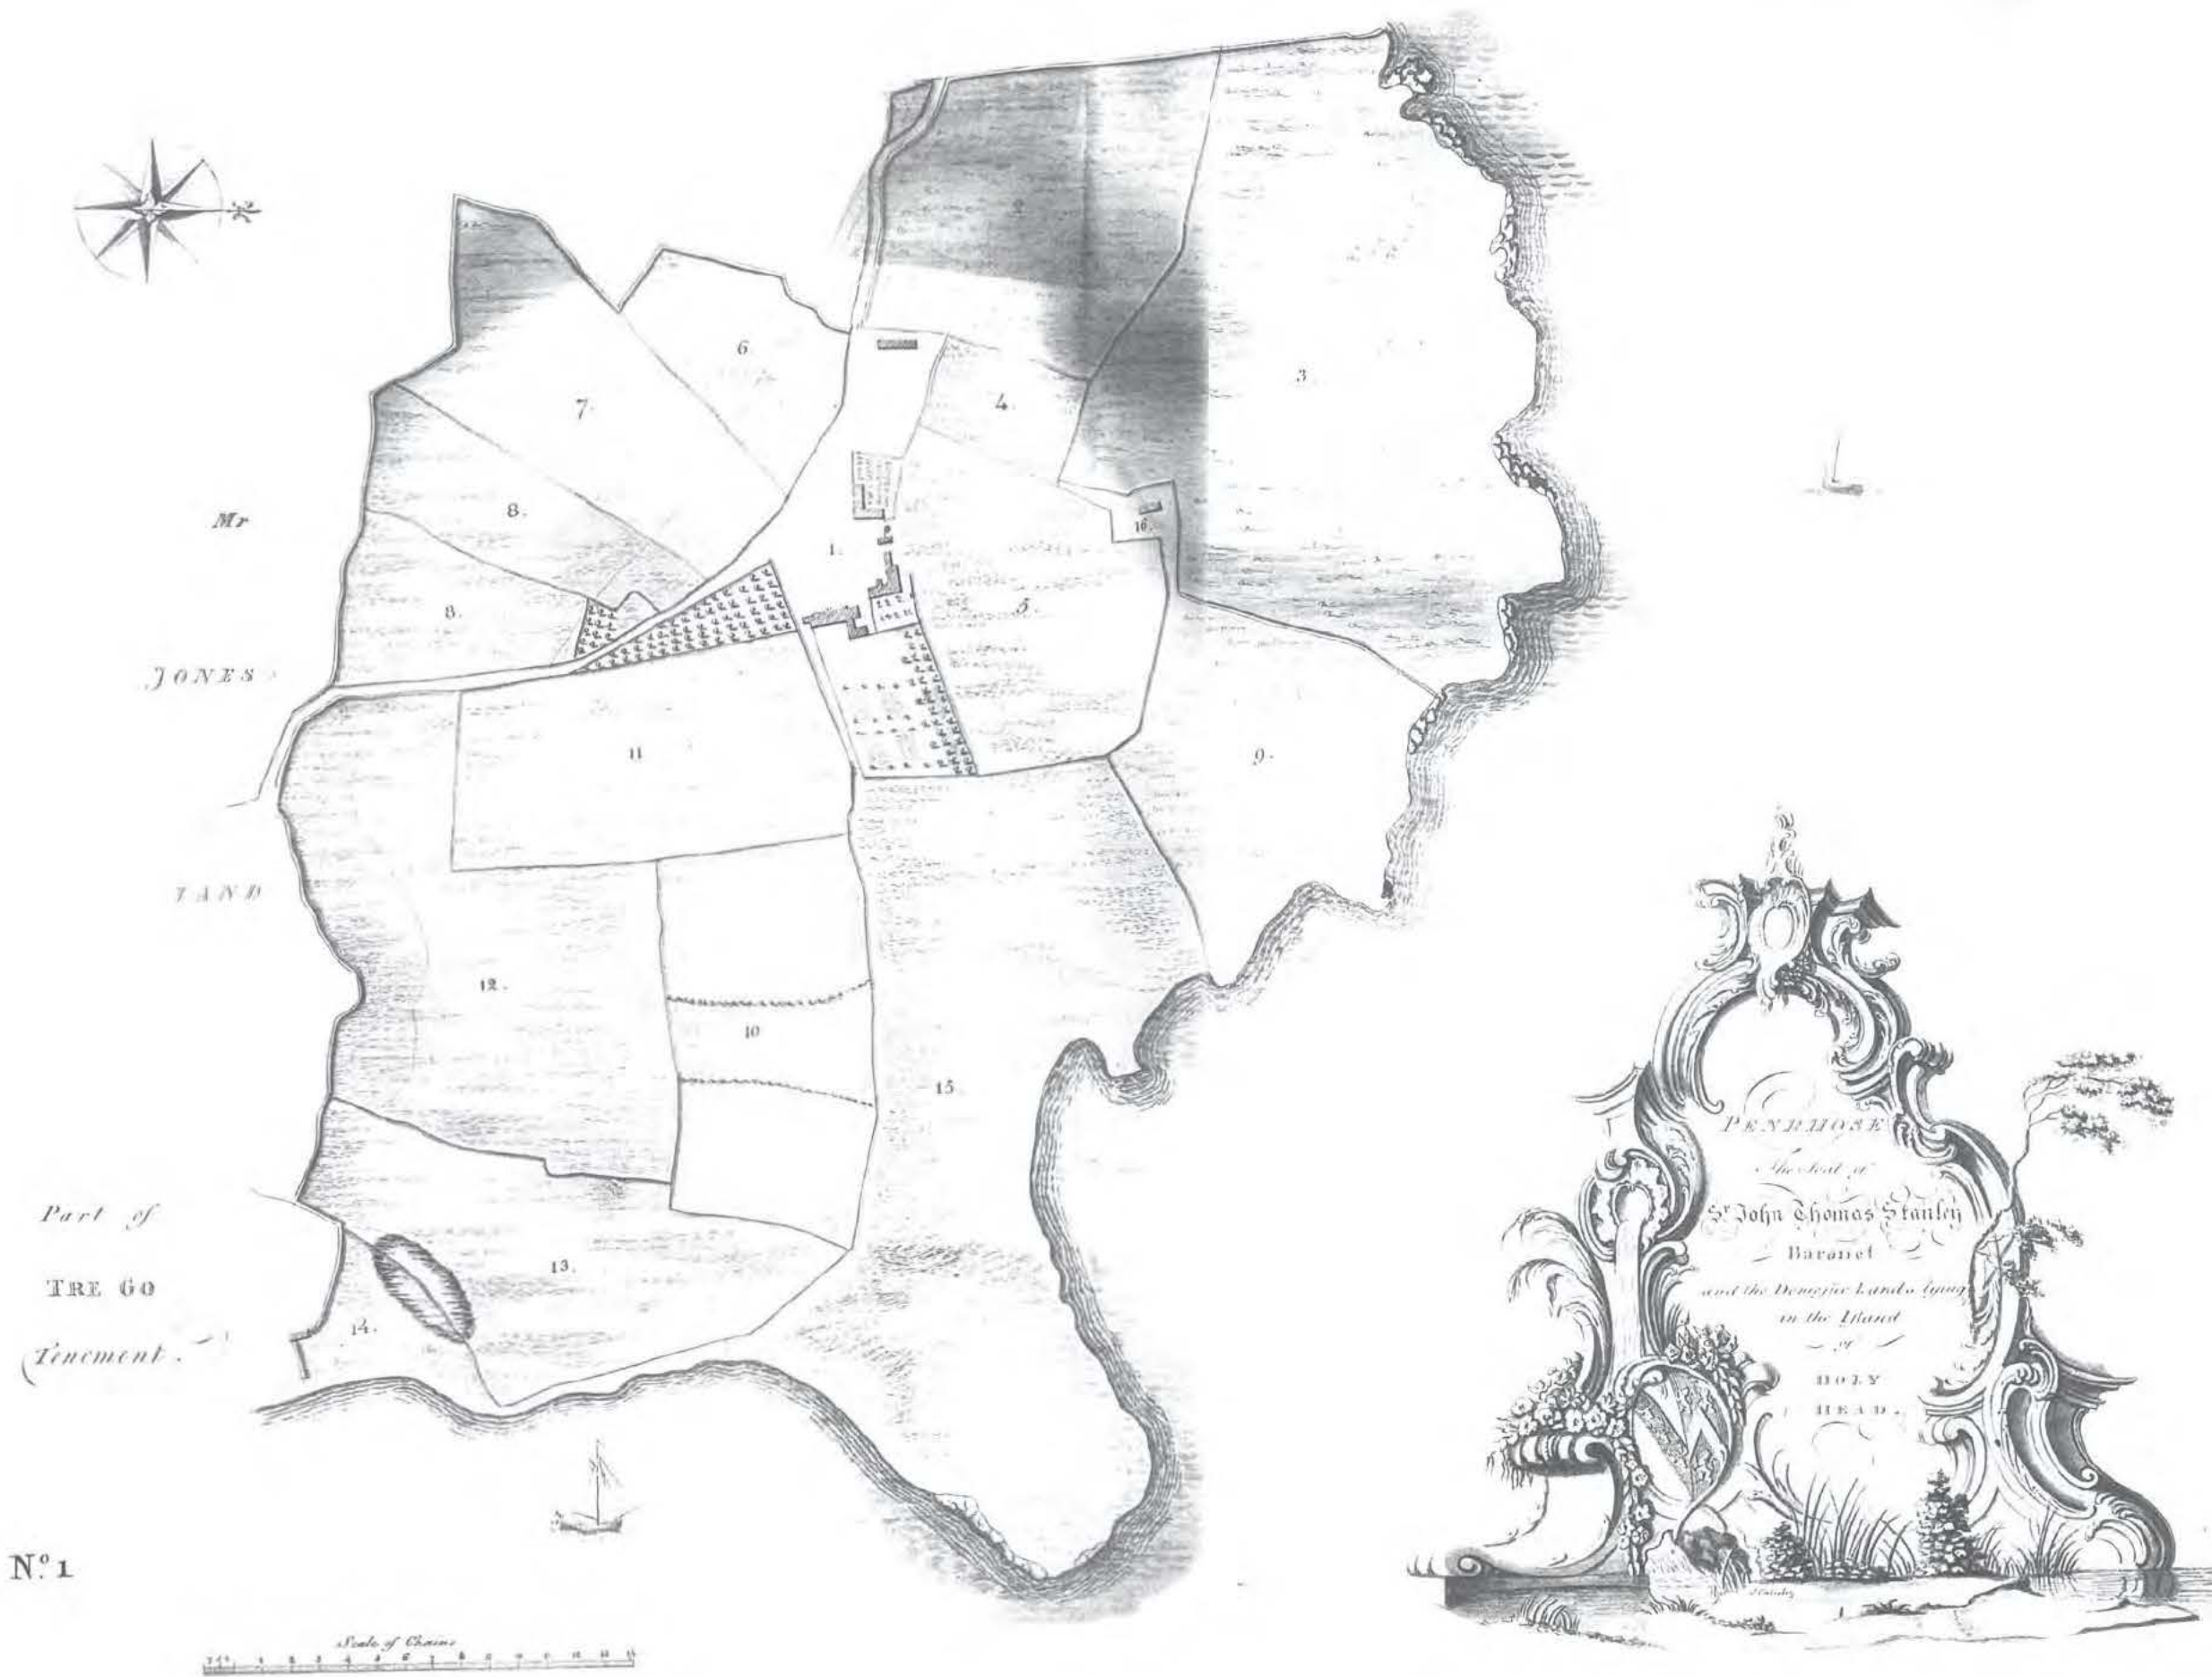 2
3.
6
4.
7.
8.
Mr
16.
1.
8.
5.
JONES
11
9.
LAND
12.
10
15.
PENRHOSE
The Seat of
Sr. John Thomas Stanley
Baronet
and the Demesne Lands lying
in the Island
of
HOLY
HEAD.
Part of
TRE GO
Tenement.
13.
14.
No. 1
Scale of Chains